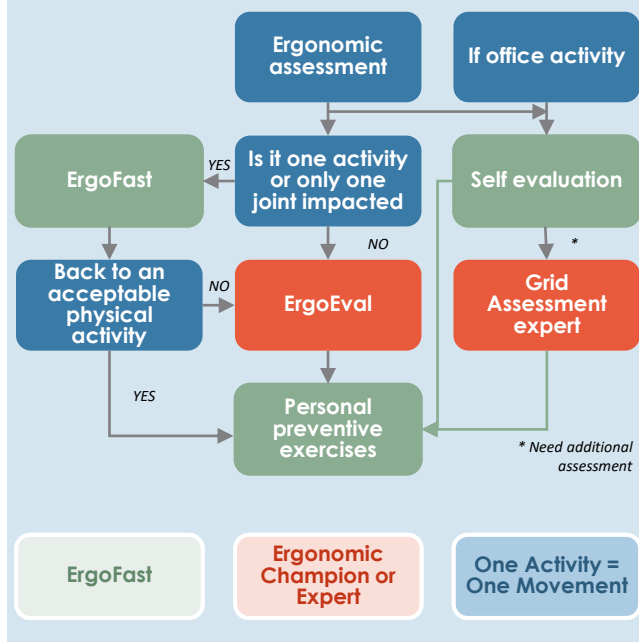 Ergonomic
assessment
If office activity
ErgoFast
YES
Is it one activity
or only one
joint impacted
Self evaluation
NO
*
Back to an
acceptable
physical
activity
NO
ErgoEval
Grid
Assessment
expert
YES
Personal
preventive
exercises
* Need additional
assessment
ErgoFast
Ergonomic
Champion or
Expert
One Activity =
One Movement